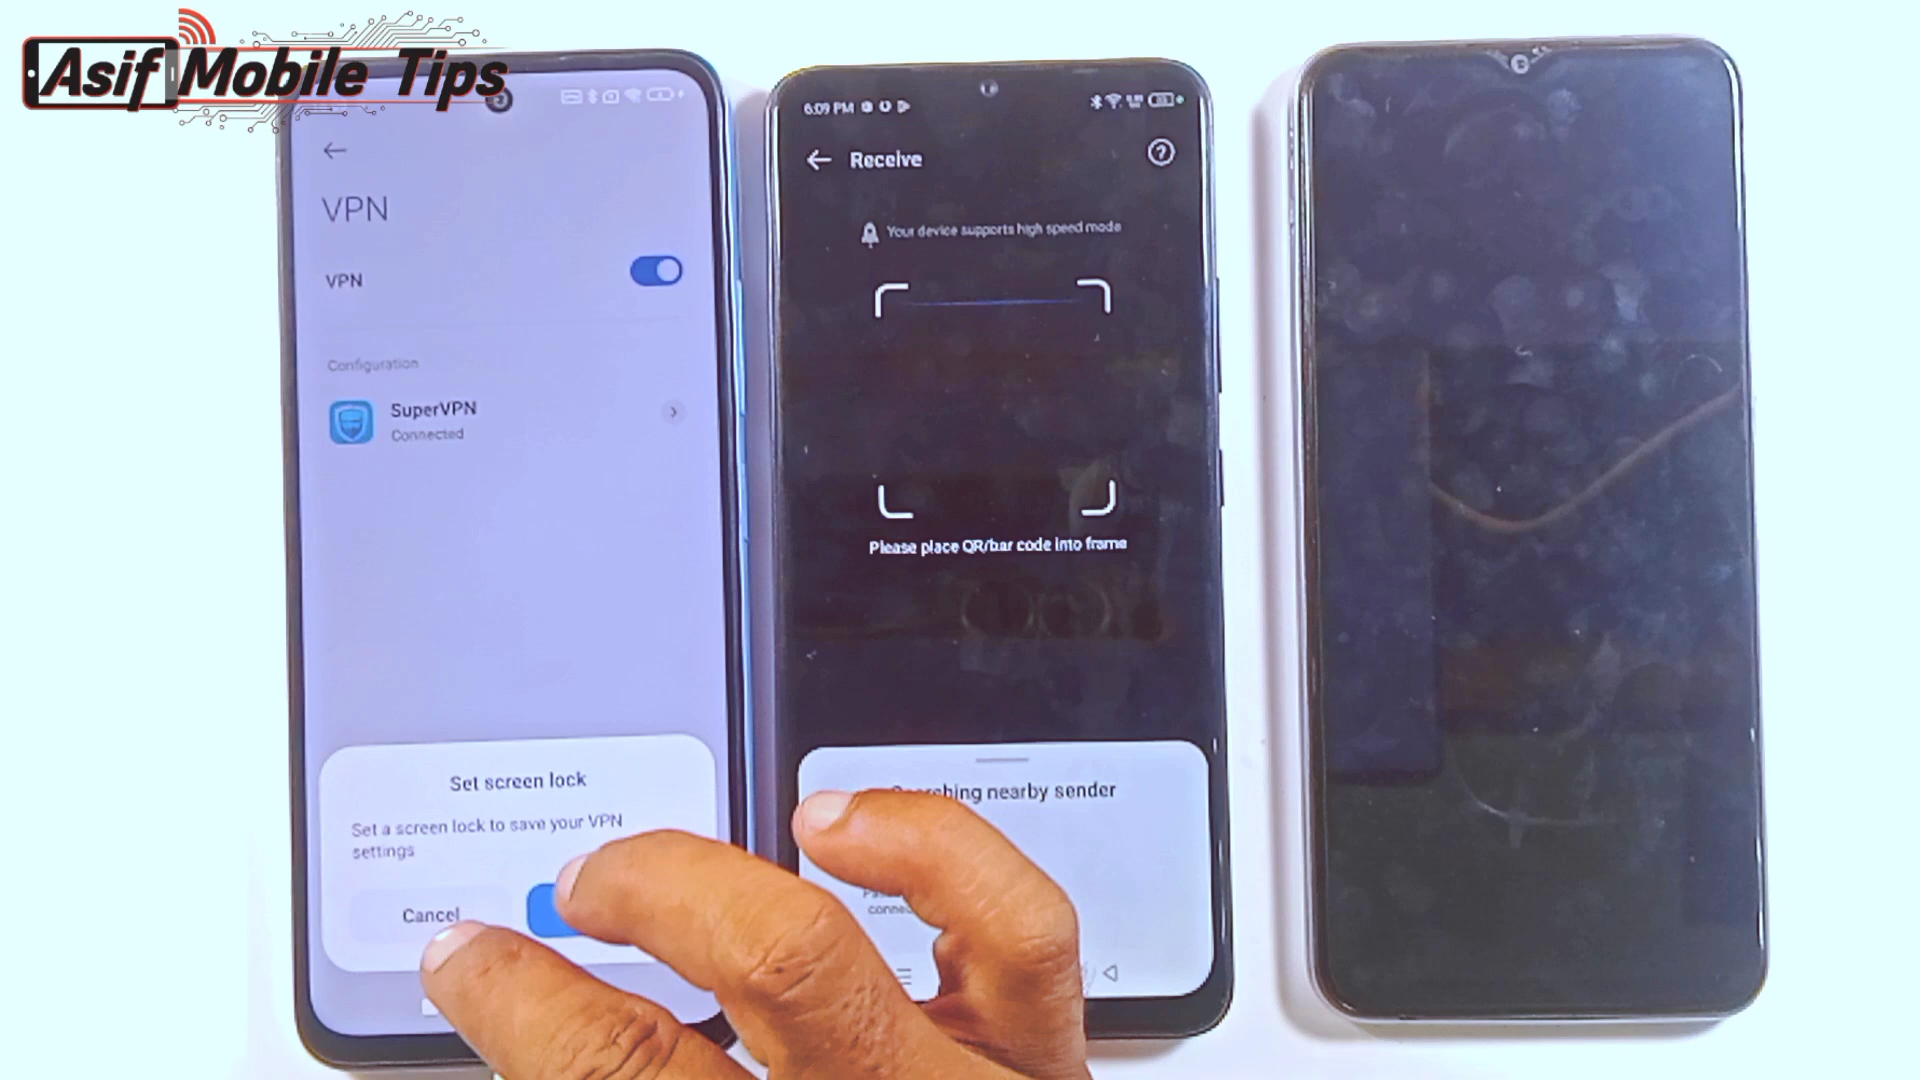 Asif Mobile Tips
VPN
VPN
Configuration
SuperVPN
Connected
Set screen lock
Set a screen lock to save your VPN
settings
Cancel
6:09 PM
Receive
Your device supports high speed mode
Please place QR/bar code into frame
nearby sender